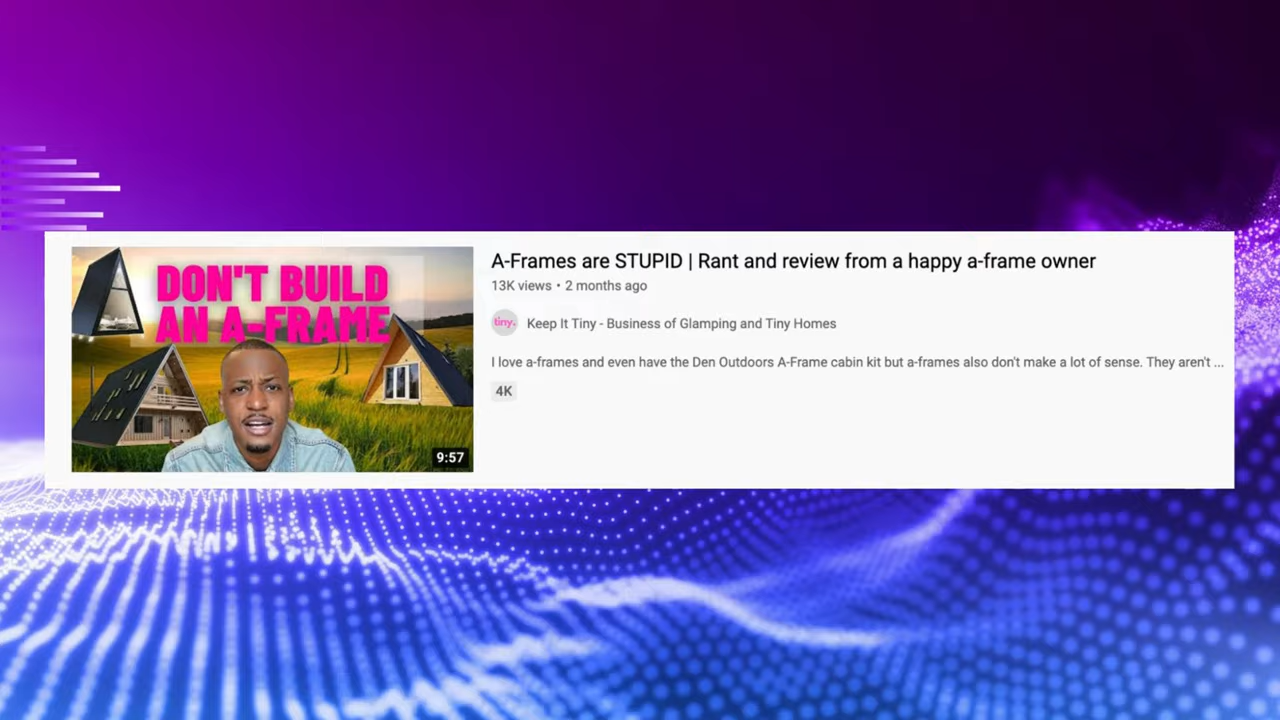 DON'T BUILD
AN A-FRAME
9:57
A-Frames are STUPID | Rant and review from a happy a-frame owner
13K views • 2 months ago
tiny.
Keep It Tiny - Business of Glamping and Tiny Homes
I love a-frames and even have the Den Outdoors A-Frame cabin kit but a-frames also don't make a lot of sense. They aren't ...
4K